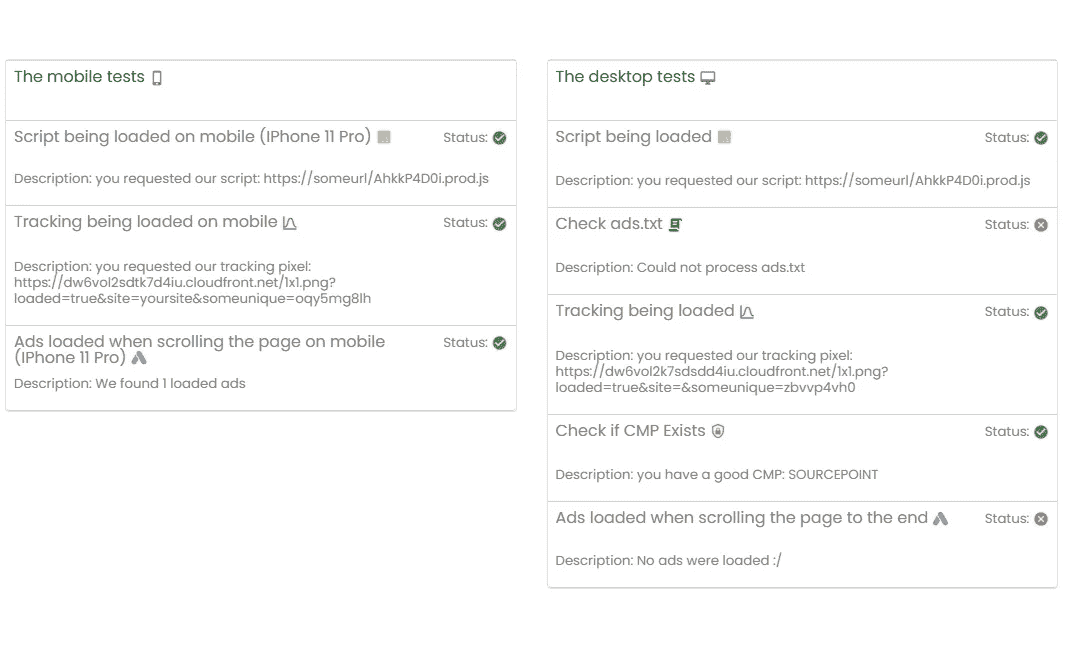 The mobile tests
Script being loaded on mobile (IPhone 11 Pro)
Status:
Description: you requested our script: https://someurl/AhkkP4D0i.prod.js
Tracking being loaded on mobile
Status:
Description: you requested our tracking pixel:
https://dw6vol2sdtk7d4iu.cloudfront.net/1x1.png?
loaded=true&site=yoursite&someunique=oqy5mg8lh
Ads loaded when scrolling the page on mobile
(IPhone 11 Pro)
Status:
Description: We found 1 loaded ads
The desktop tests
Script being loaded
Status:
Description: you requested our script: https://someurl/AhkkP4D0i.prod.js
Check ads.txt
Status:
Description: Could not process ads.txt
Tracking being loaded
Status:
Description: you requested our tracking pixel:
https://dw6vol2k7sdsdd4iu.cloudfront.net/1x1.png?
loaded=true&site=&someunique=zbvvp4vh0
Check if CMP Exists
Status:
Description: you have a good CMP: SOURCEPOINT
Ads loaded when scrolling the page to the end
Status:
Description: No ads were loaded :/